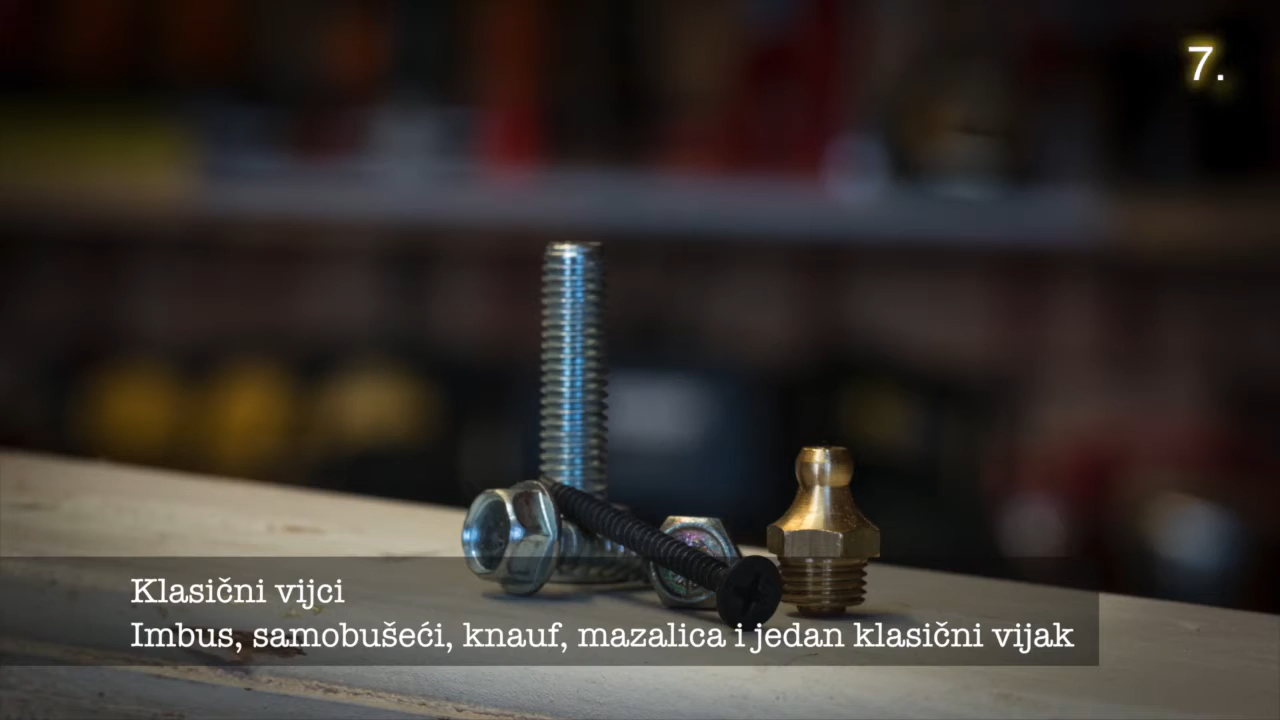 7.
Klasični vijci
Imbus, samobušeći, knauf, mazalica i jedan klasični vijak